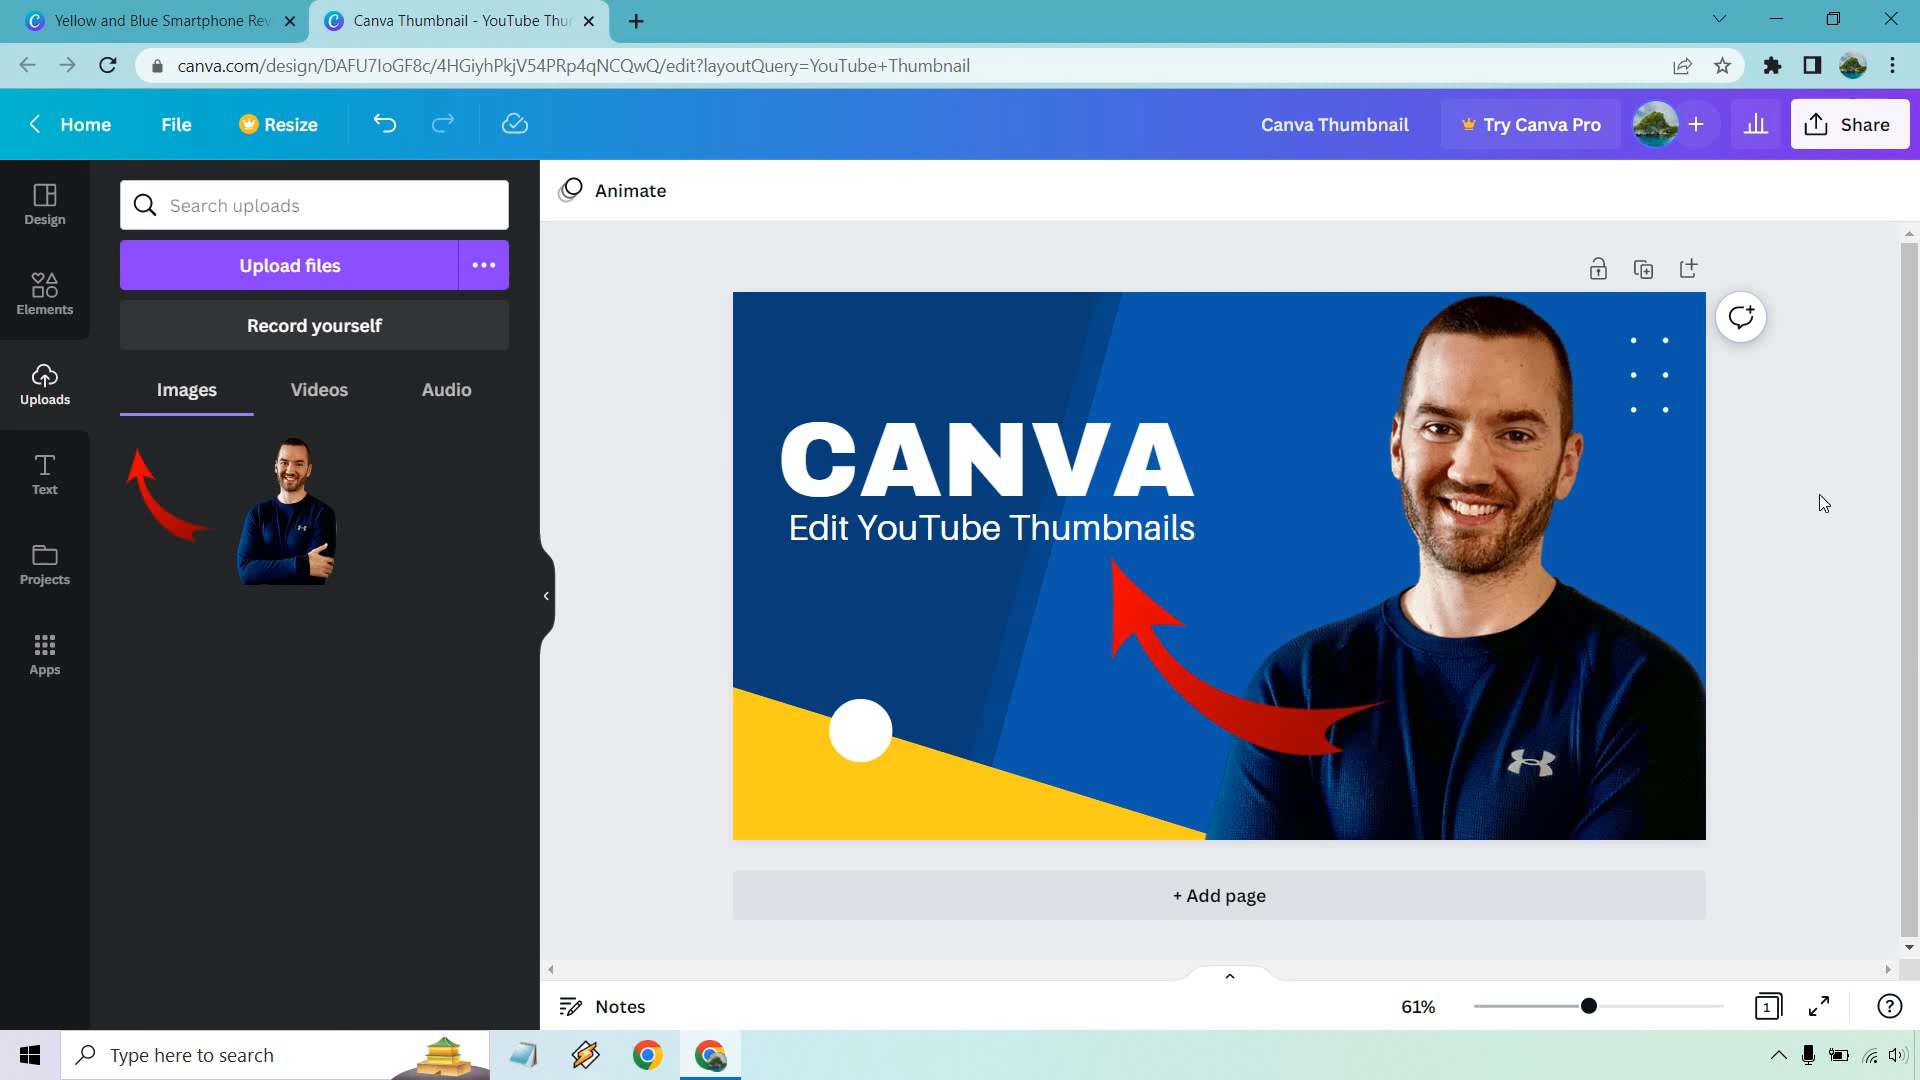 Yellow and Blue Smartphone Rev
Canva Thumbnail - YouTube Thu
canva.com/design/DAFU7IoGF8c/4HGiyhPkjV54PRp4qNCQwQ/edit?layoutQuery=YouTube+Thumbnail
Home
File
Resize
Canva Thumbnail
Try Canva Pro
Share
Design
Elements
Uploads
Text
Projects
Apps
Search uploads
Upload files
Record yourself
Images
Videos
Audio
Animate
CANVA
Edit YouTube Thumbnails
+ Add page
Notes
61%
1
Type here to search